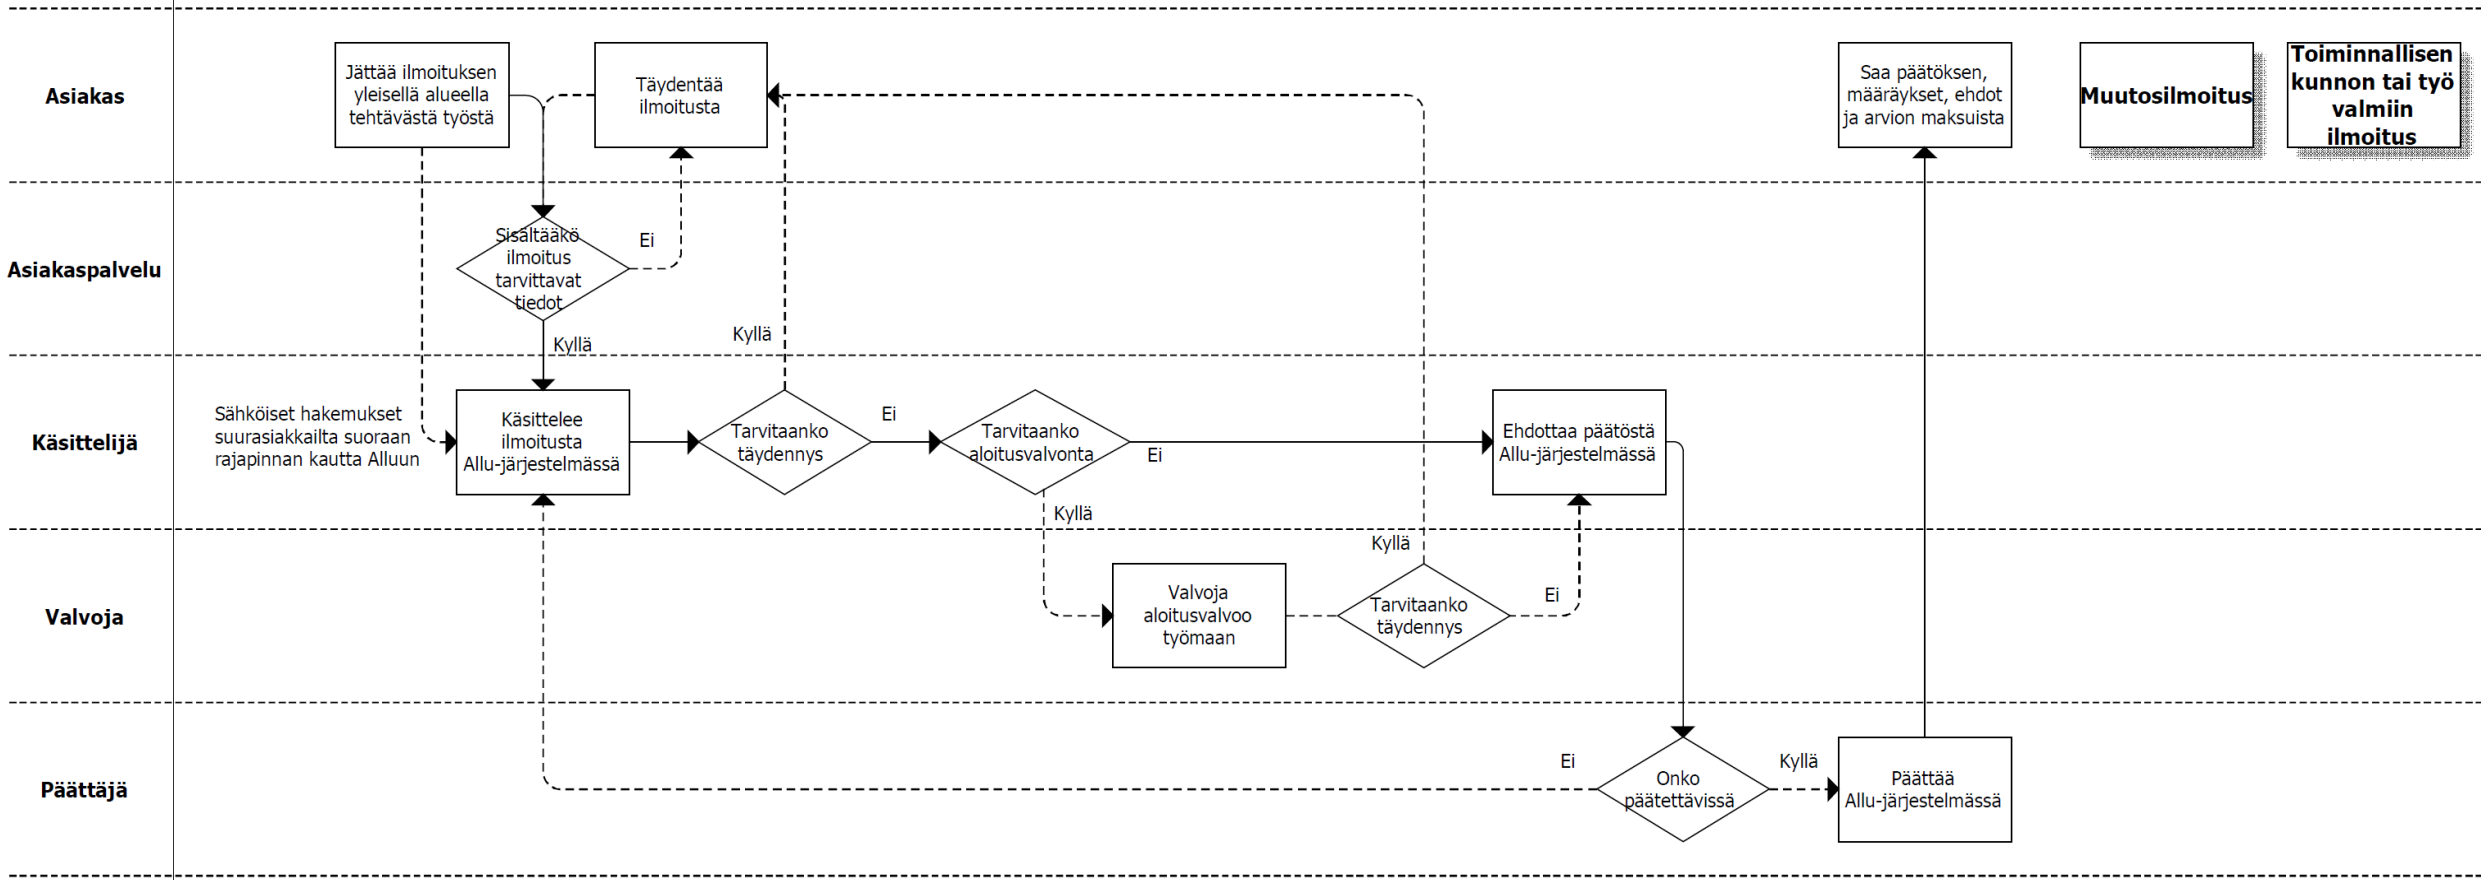 Asiakas
Jättää ilmoituksen
yleisellä alueella
tehtävästä työstä
Täydentää
ilmoitusta
Saa päätöksen,
määräykset, ehdot
ja arvion maksuista
Muutosilmoitus
Toiminnallisen
kunnon tai työ
valmiin
ilmoitus
Asiakaspalvelu
Sisältääkö
ilmoitus
tarvittavat
tiedot
Ei
Kyllä
Kyllä
Käsittelijä
Sähköiset hakemukset
suurasiakkailta suoraan
rajapinnan kautta Alluun
Käsittelee
ilmoitusta
Allu-järjestelmässä
Tarvitaanko
täydennys
Ei
Tarvitaanko
aloitusvalvonta
Ei
Kyllä
Ehdottaa päätöstä
Allu-järjestelmässä
Valvoja
Valvoja
aloitusvalvoo
työmaan
Kyllä
Tarvitaanko
täydennys
Ei
Päättäjä
Ei
Onko
päätettävissä
Kyllä
Päättää
Allu-järjestelmässä